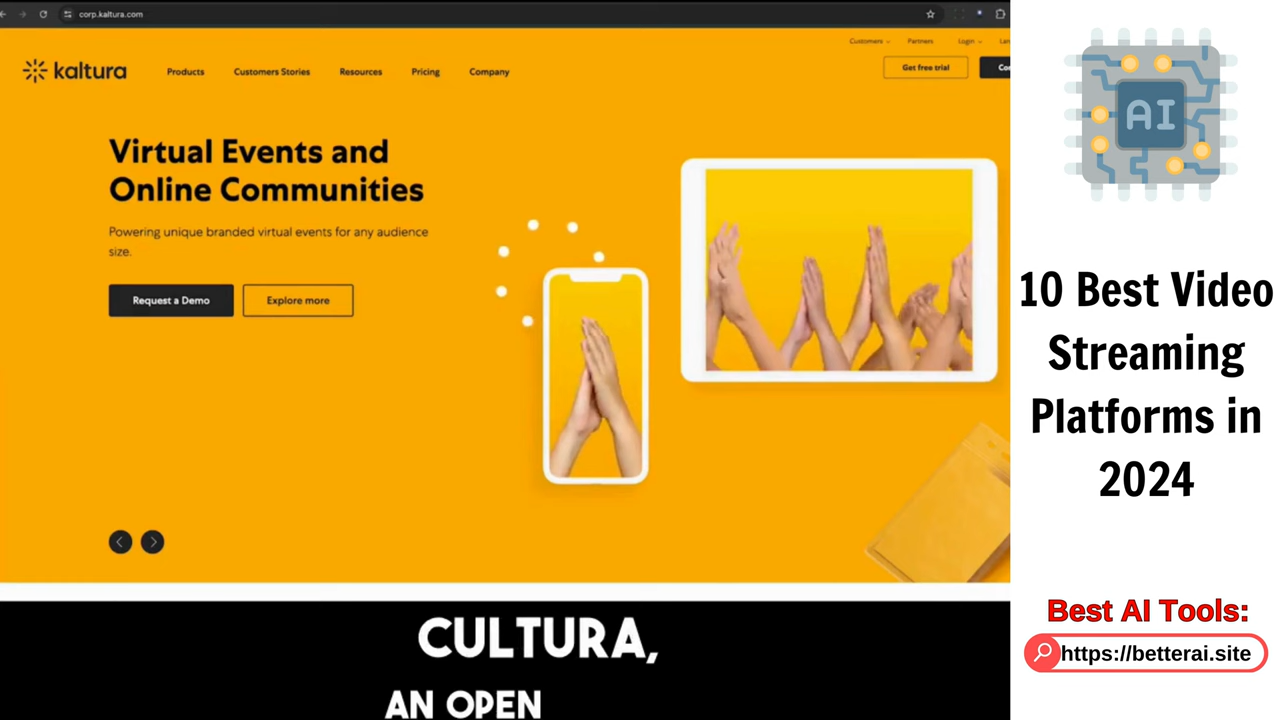 corp.kaltura.com
Customers Partners Login
kaltura Products Customers Stories Resources Pricing Company
Get free trial
Virtual Events and
Online Communities
Powering unique branded virtual events for any audience
size.
Request a Demo Explore more
CULTURA,
AN OPEN
AI
10 Best Video
Streaming
Platforms in
2024
Best AI Tools:
https://betterai.site